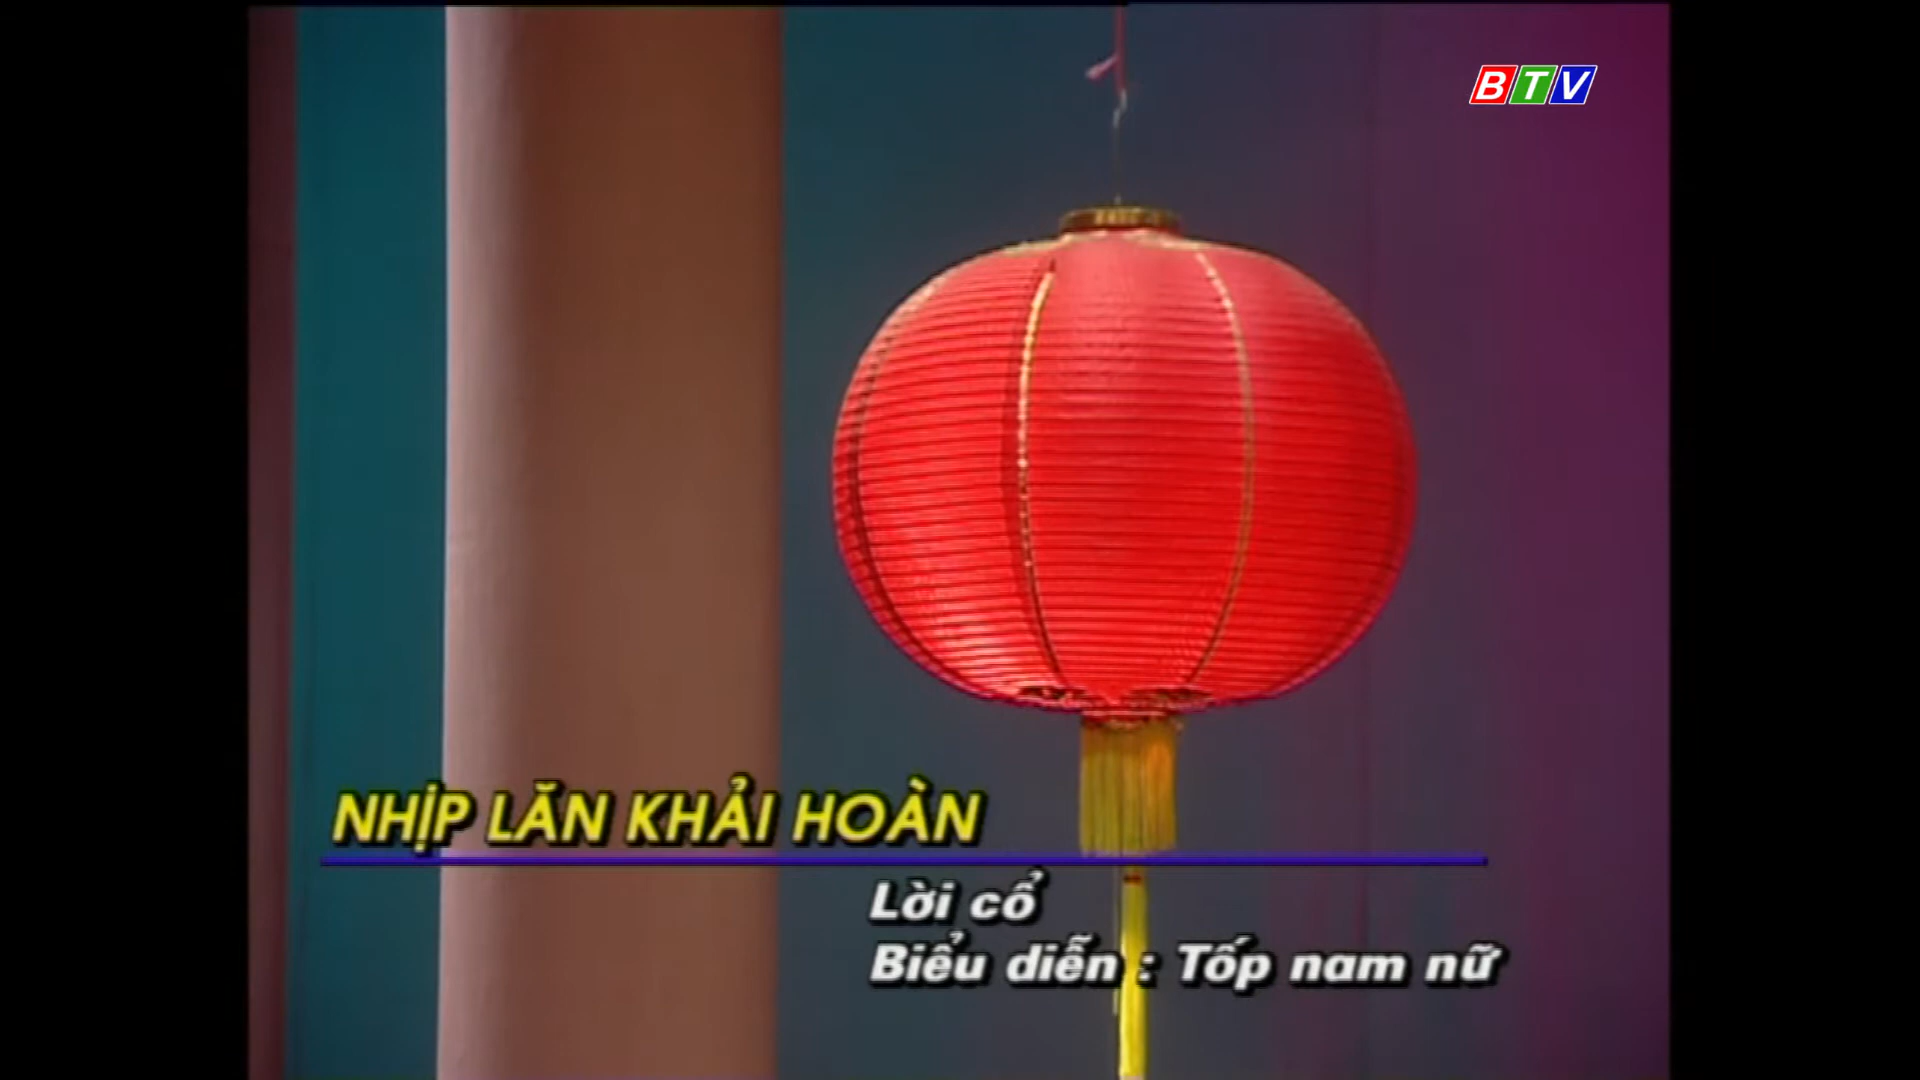 BTV
NHỊP LĂN KHẢI HOÀN
Lời cổ
Biểu diễn : Tốp nam nữ